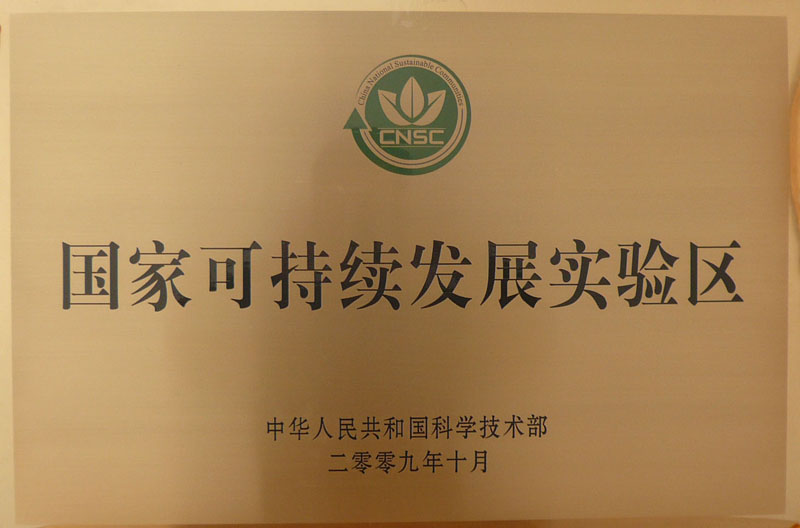 China National Sustainable Communities
CNSC
国家可持续发展实验区
中华人民共和国科学技术部
二零零九年十月